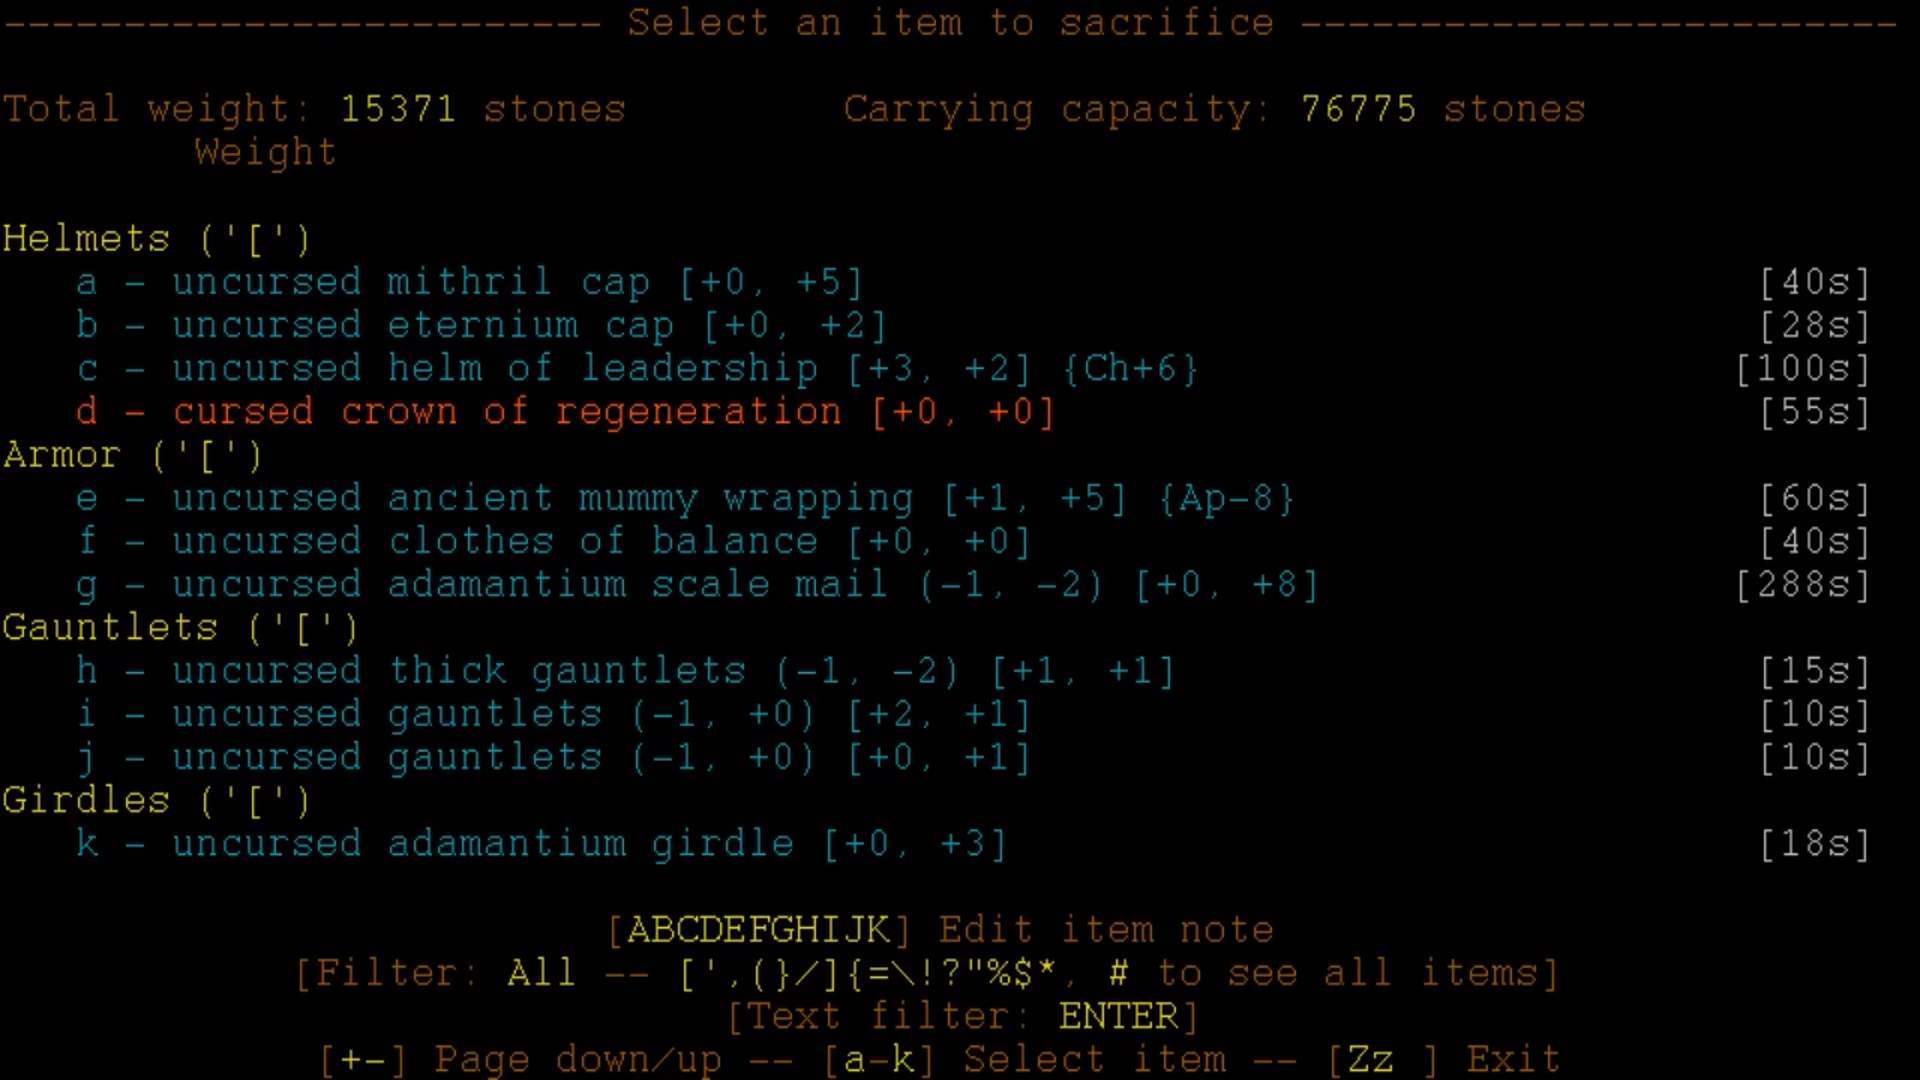 ------------------------- Select an item to sacrifice -------------------------
Total weight: 15371 stones Carrying capacity: 76775 stones
Weight
Helmets ('[')
a - uncursed mithril cap [+0, +5] [40s]
b - uncursed eternium cap [+0, +2] [28s]
c - uncursed helm of leadership [+3, +2] {Ch+6} [100s]
d - cursed crown of regeneration [+0, +0] [55s]
Armor ('[')
e - uncursed ancient mummy wrapping [+1, +5] {Ap-8} [60s]
f - uncursed clothes of balance [+0, +0] [40s]
g - uncursed adamantium scale mail (-1, -2) [+0, +8] [288s]
Gauntlets ('[')
h - uncursed thick gauntlets (-1, -2) [+1, +1] [15s]
i - uncursed gauntlets (-1, +0) [+2, +1] [10s]
j - uncursed gauntlets (-1, +0) [+0, +1] [10s]
Girdles ('[')
k - uncursed adamantium girdle [+0, +3] [18s]
[ABCDEFGHIJK] Edit item note
[Filter: All -- [',(}/]{=\!?"%$*, # to see all items]
[Text filter: ENTER]
[+-] Page down/up -- [a-k] Select item -- [Zz ] Exit